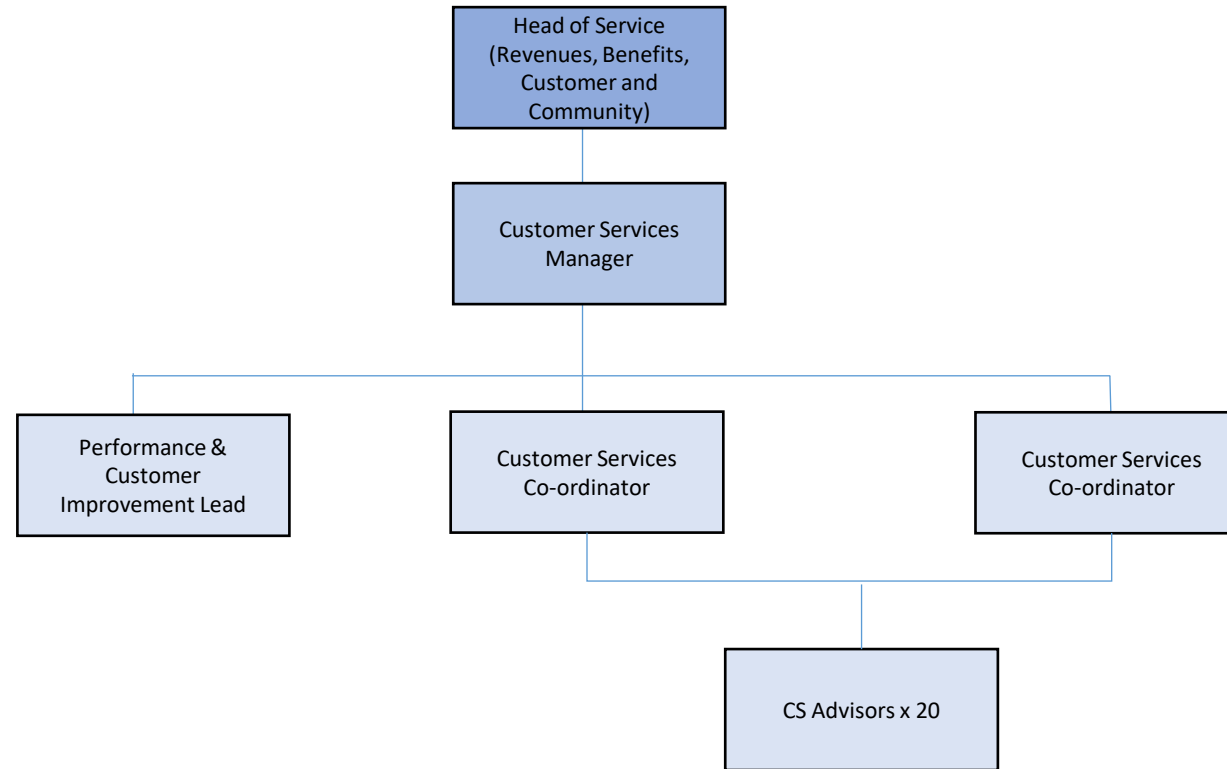 Head of Service
(Revenues, Benefits,
Customer and
Community)
Customer Services
Manager
Performance &
Customer
Improvement Lead
Customer Services
Co-ordinator
Customer Services
Co-ordinator
CS Advisors x 20